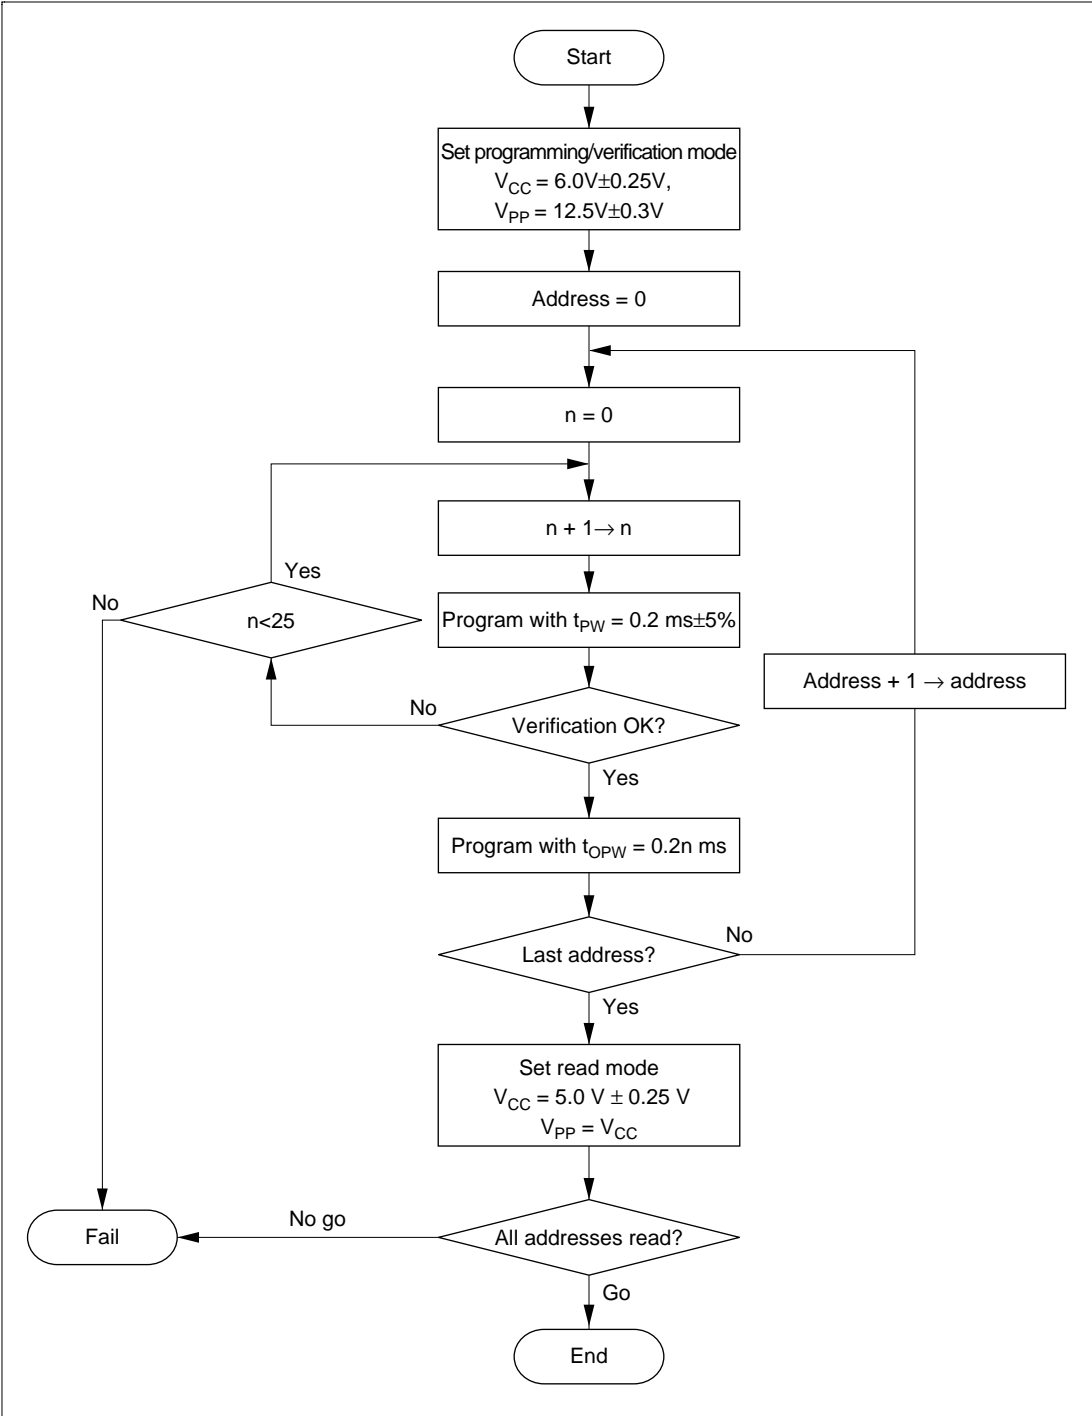 Start
Set programming/verification mode
VCC = 6.0V±0.25V,
VPP = 12.5V±0.3V
Address = 0
n = 0
n + 1→ n
Yes
No
n<25
Program with tPW = 0.2 ms±5%
Address + 1 → address
No
Verification OK?
Yes
Program with tOPW = 0.2n ms
No
Last address?
Yes
Set read mode
VCC = 5.0 V ± 0.25 V
VPP = VCC
No go
Fail
All addresses read?
Go
End